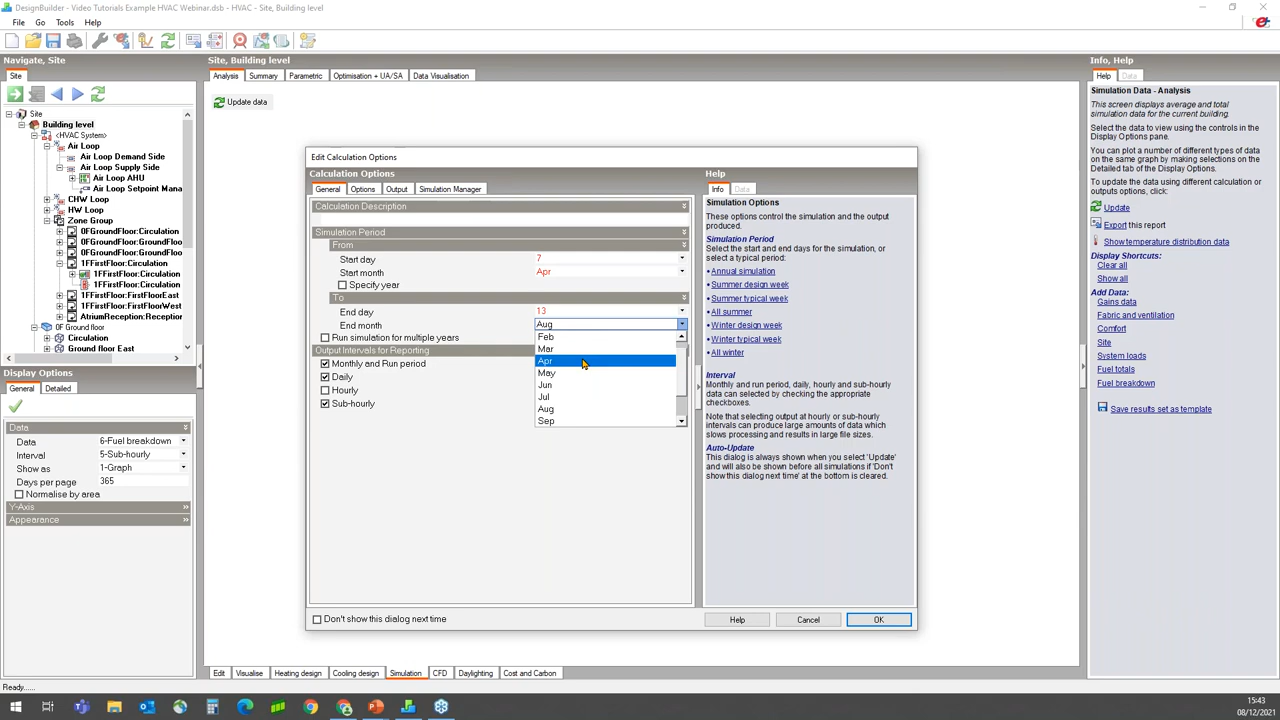 DesignBuilder - Video Tutorials Example HVAC Webinar.dsb - HVAC - Site, Building level
File Go Tools Help
Navigate, Site
Site
Site
Building level
<HVAC System>
Air Loop
Air Loop Demand Side
Air Loop Supply Side
Air Loop AHU
Air Loop Setpoint Mana
CHW Loop
HW Loop
Zone Group
0FGroundFloor:Circulation
0FGroundFloor:GroundFloo
0FGroundFloor:GroundFloo
1FFirstFloor:Circulation
1FFirstFloor:Circulation
1FFirstFloor:Circulation
1FFirstFloor:FirstFloorEast
1FFirstFloor:FirstFloorWest
AtriumReception:Reception:
0F Ground floor
Circulation
Ground floor East
Display Options
General Detailed
Data
Data 6-Fuel breakdown
Interval 5-Sub-hourly
Show as 1-Graph
Days per page 365
Normalise by area
Y-Axis
Appearance
Site, Building level
Analysis Summary Parametric Optimisation + UA/SA Data Visualisation
Update data
Edit Calculation Options
Calculation Options
General Options Output Simulation Manager
Calculation Description
Simulation Period
From
Start day 7
Start month Apr
Specify year
To
End day 13
End month Aug
Feb
Mar
Apr
May
Jun
Jul
Aug
Sep
Run simulation for multiple years
Output Intervals for Reporting
Monthly and Run period
Daily
Hourly
Sub-hourly
Help
Info Data
Simulation Options
These options control the simulation and the output
produced.
Simulation Period
Select the start and end days for the simulation, or
select a typical period:
Annual simulation
Summer design week
Summer typical week
All summer
Winter design week
Winter typical week
All winter
Interval
Monthly and run period, daily, hourly and sub-hourly
data can selected by checking the appropriate
checkboxes.
Note that selecting output at hourly or sub-hourly
intervals can produce large amounts of data which
slows processing and results in large file sizes.
Auto-Update
This dialog is always shown when you select 'Update'
and will also be shown before all simulations if 'Don't
show this dialog next time' at the bottom is cleared.
Don't show this dialog next time
Help Cancel OK
Edit Visualise Heating design Cooling design Simulation CFD Daylighting Cost and Carbon
Info, Help
Help Data
Simulation Data - Analysis
This screen displays average and total
simulation data for the current building.
Select the data to view using the controls in the
Display Options pane.
You can plot a number of different types of data
on the same graph by making selections on the
Detailed tab of the Display Options.
To update the data using different calculation or
outputs options, click:
Update
Export this report
Show temperature distribution data
Display Shortcuts:
Clear all
Show all
Add Data:
Gains data
Fabric and ventilation
Comfort
Site
System loads
Fuel totals
Fuel breakdown
Save results set as template
Ready.....
15:43
08/12/2021